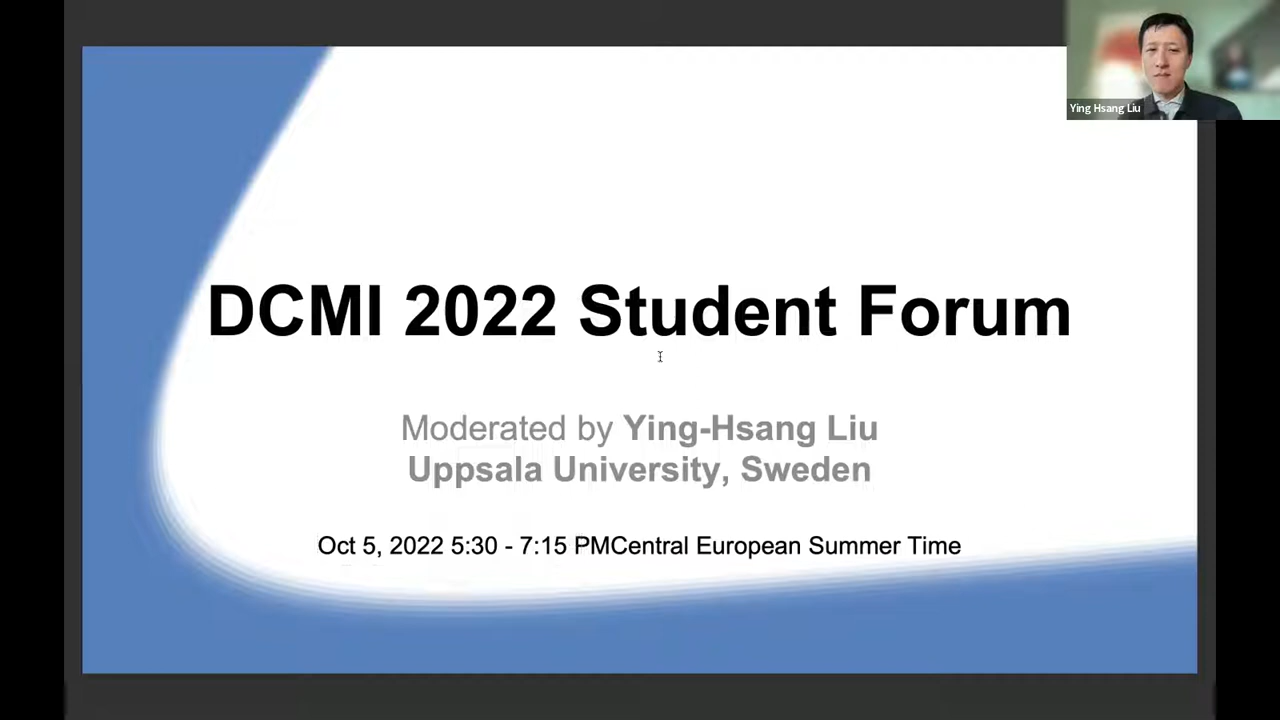 Ying Hsang Liu
DCMI 2022 Student Forum
Moderated by Ying-Hsang Liu
Uppsala University, Sweden
Oct 5, 2022 5:30 - 7:15 PMCentral European Summer Time